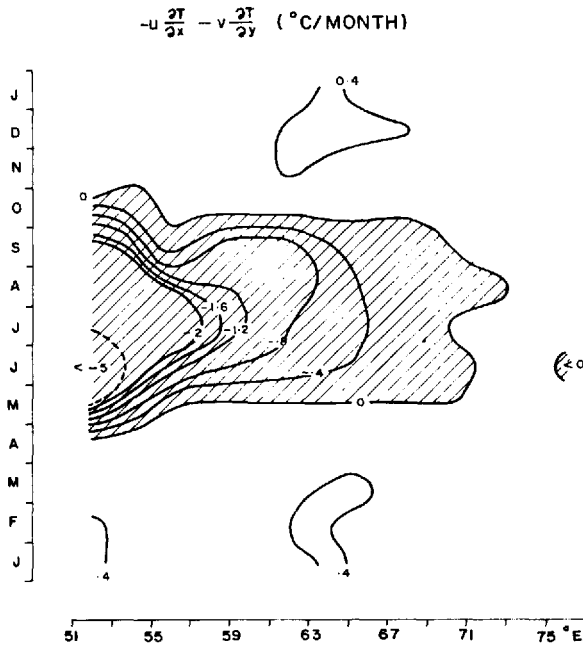 -u ∂T/∂x - v ∂T/∂y (°C/MONTH)
J
D
N
O
S
A
J
J
M
A
M
F
J
0.4
0
-1.6
-2
-1.2
-.8
< -5
-.4
< 0
0
.4
.4
51 55 59 63 67 71 75 °E